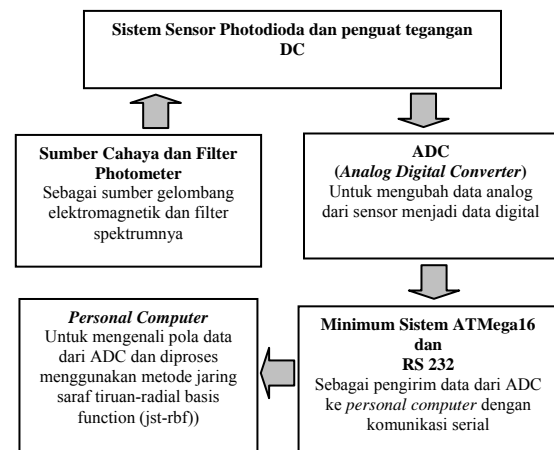 Sistem Sensor Photodioda dan penguat tegangan
DC
Sumber Cahaya dan Filter
Photometer
Sebagai sumber gelombang
elektromagnetik dan filter
spektrumnya
ADC
(Analog Digital Converter)
Untuk mengubah data analog
dari sensor menjadi data digital
Personal Computer
Untuk mengenali pola data
dari ADC dan diproses
menggunakan metode jaring
saraf tiruan-radial basis
function (jst-rbf))
Minimum Sistem ATMega16
dan
RS 232
Sebagai pengirim data dari ADC
ke personal computer dengan
komunikasi serial